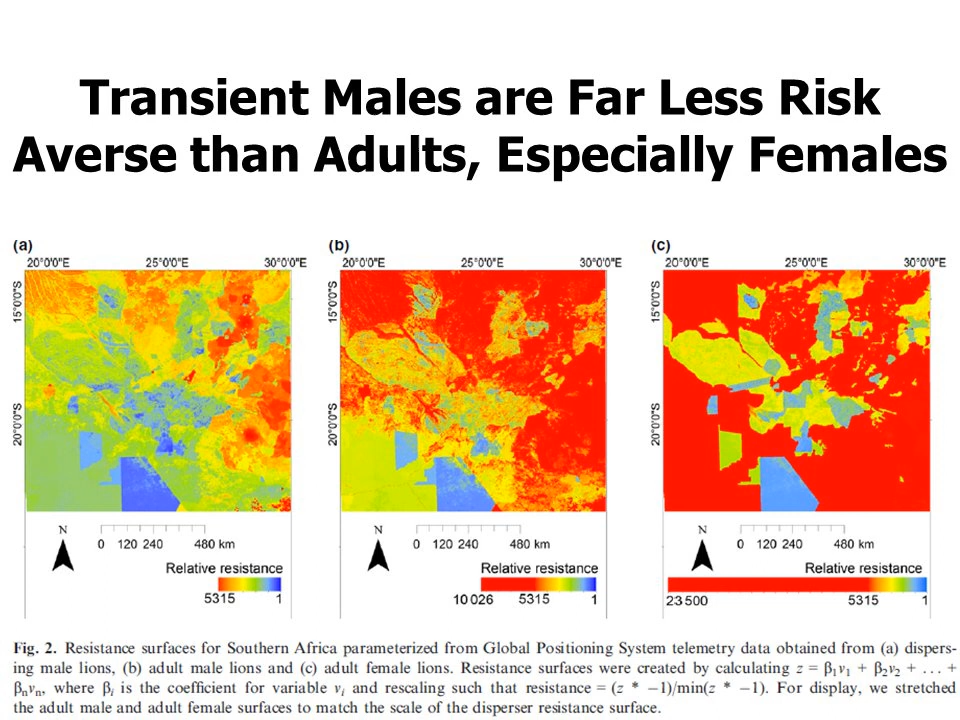 Transient Males are Far Less Risk
Averse than Adults, Especially Females
(a) (b) (c)
20°0'0"E 25°0'0"E 30°0'0"E 20°0'0"E 25°0'0"E 30°0'0"E 20°0'0"E 25°0'0"E 30°0'0"E
15°0'0"S 15°0'0"S 15°0'0"S
20°0'0"S 20°0'0"S 20°0'0"S
N N N
0 120 240 480 km 0 120 240 480 km 0 120 240 480 km
Relative resistance Relative resistance Relative resistance
5315 1 10 026 5315 1 23 500 5315 1
Fig. 2. Resistance surfaces for Southern Africa parameterized from Global Positioning System telemetry data obtained from (a) dispers-
ing male lions, (b) adult male lions and (c) adult female lions. Resistance surfaces were created by calculating z = β₁v₁ + β₂v₂ + . . . +
βₙvₙ, where βᵢ is the coefficient for variable vᵢ and rescaling such that resistance = (z * −1)/min(z * −1). For display, we stretched
the adult male and adult female surfaces to match the scale of the disperser resistance surface.